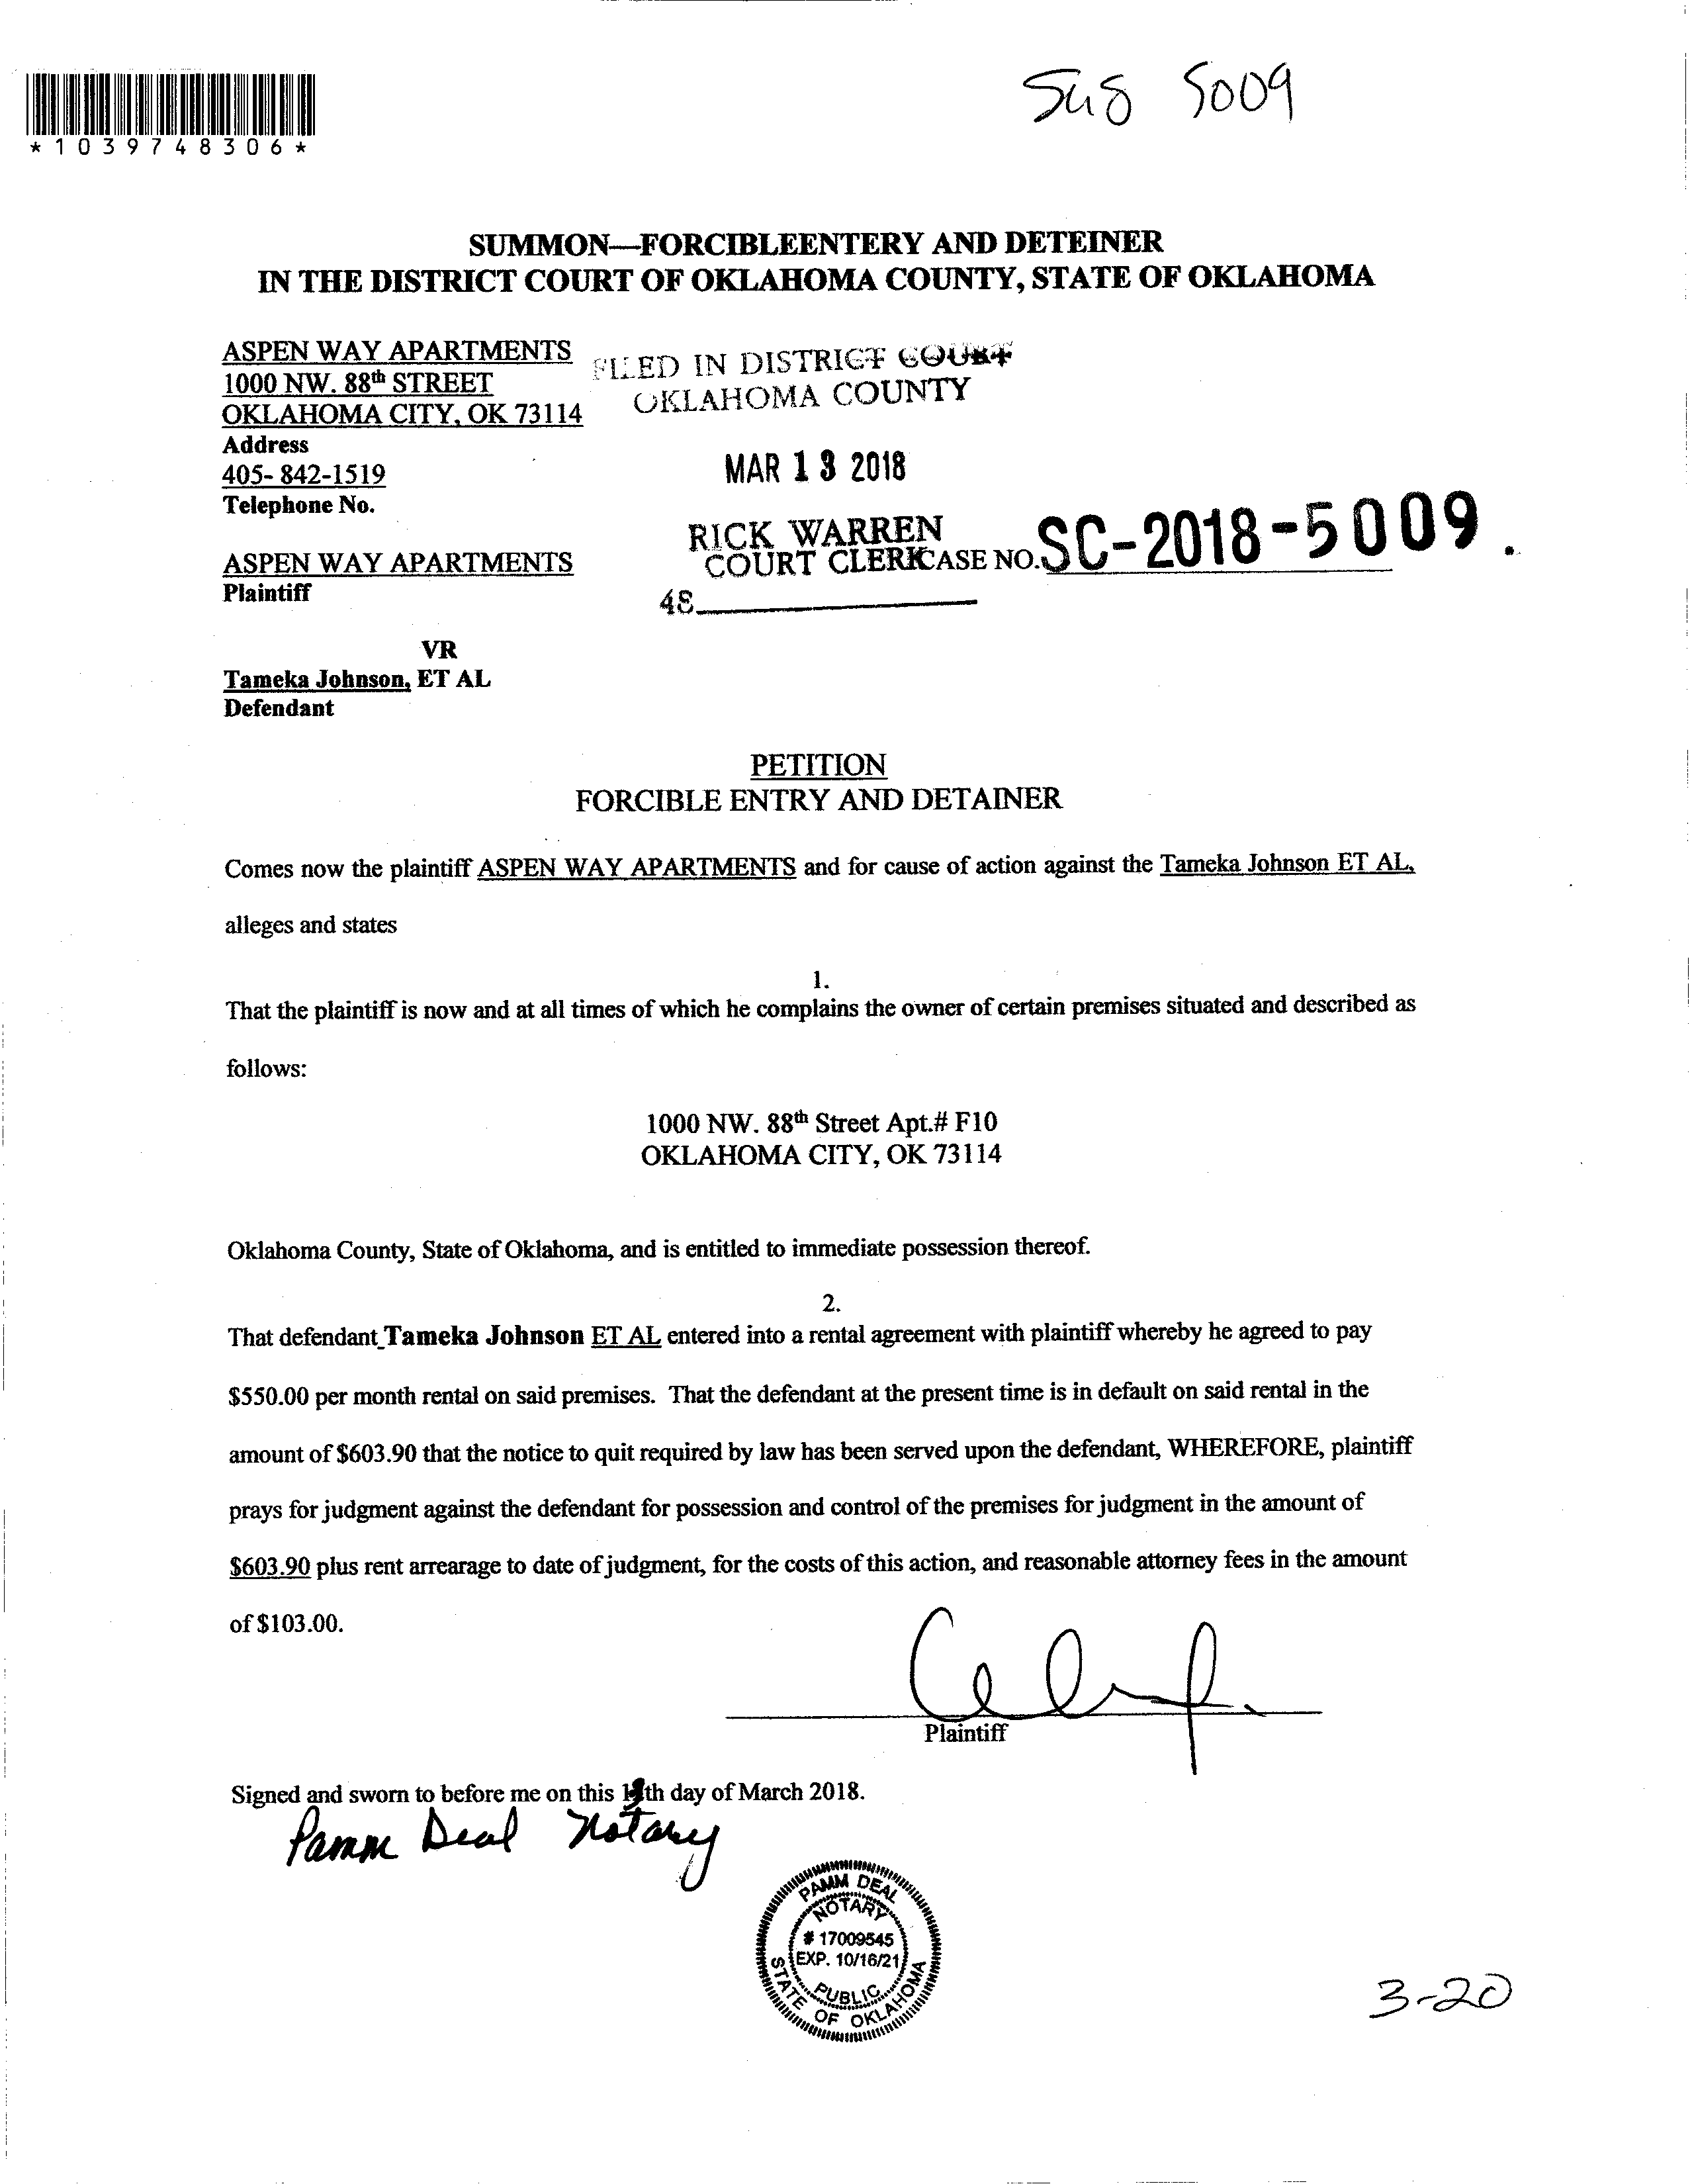 Sus 5009
*1039748306*
SUMMON—FORCIBLEENTERY AND DETEINER
IN THE DISTRICT COURT OF OKLAHOMA COUNTY, STATE OF OKLAHOMA
ASPEN WAY APARTMENTS
1000 NW. 88th STREET
OKLAHOMA CITY, OK 73114
Address
405- 842-1519
Telephone No.
FILED IN DISTRICT COURT
OKLAHOMA COUNTY
MAR 13 2018
RICK WARREN
COURT CLERK
48
CASE NO. SC-2018-5009.
ASPEN WAY APARTMENTS
Plaintiff
VR
Tameka Johnson, ET AL
Defendant
PETITION
FORCIBLE ENTRY AND DETAINER
Comes now the plaintiff ASPEN WAY APARTMENTS and for cause of action against the Tameka Johnson ET AL,
alleges and states
1.
That the plaintiff is now and at all times of which he complains the owner of certain premises situated and described as
follows:
1000 NW. 88th Street Apt.# F10
OKLAHOMA CITY, OK 73114
Oklahoma County, State of Oklahoma, and is entitled to immediate possession thereof.
2.
That defendant Tameka Johnson ET AL entered into a rental agreement with plaintiff whereby he agreed to pay
$550.00 per month rental on said premises. That the defendant at the present time is in default on said rental in the
amount of $603.90 that the notice to quit required by law has been served upon the defendant, WHEREFORE, plaintiff
prays for judgment against the defendant for possession and control of the premises for judgment in the amount of
$603.90 plus rent arrearage to date of judgment, for the costs of this action, and reasonable attorney fees in the amount
of $103.00.
Plaintiff
Signed and sworn to before me on this 13th day of March 2018.
Pamm Deal Notary
PAMM DEAL
NOTARY
# 17009545
EXP. 10/16/21
PUBLIC
STATE OF OKLAHOMA
3-20